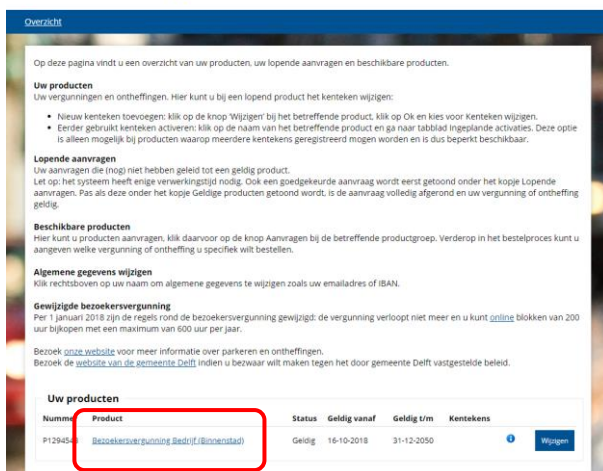 Overzicht
Op deze pagina vindt u een overzicht van uw producten, uw lopende aanvragen en beschikbare producten.
Uw producten
Uw vergunningen en ontheffingen. Hier kunt u bij een lopend product het kenteken wijzigen:
• Nieuw kenteken toevoegen: klik op de knop 'Wijzigen' bij het betreffende product, klik op Ok en kies voor Kenteken wijzigen.
• Eerder gebruikt kenteken activeren: klik op de naam van het betreffende product en ga naar tabblad Ingeplande activaties. Deze optie
is alleen mogelijk bij producten waarop meerdere kentekens geregistreerd mogen worden en is dus beperkt beschikbaar.
Lopende aanvragen
Uw aanvragen die (nog) niet hebben geleid tot een geldig product.
Let op: het systeem heeft enige verwerkingstijd nodig. Ook een goedgekeurde aanvraag wordt eerst getoond onder het kopje Lopende
aanvragen. Pas als deze onder het kopje Geldige producten getoond wordt, is de aanvraag volledig afgerond en uw vergunning of ontheffing
geldig.
Beschikbare producten
Hier kunt u producten aanvragen, klik daarvoor op de knop Aanvragen bij de betreffende productgroep. Verderop in het bestelproces kunt u
aangeven welke vergunning of ontheffing u specifiek wilt bestellen.
Algemene gegevens wijzigen
Klik rechtsboven op uw naam om algemene gegevens te wijzigen zoals uw emailadres of IBAN.
Gewijzigde bezoekersvergunning
Per 1 januari 2018 zijn de regels rond de bezoekersvergunning gewijzigd: de vergunning verloopt niet meer en u kunt online blokken van 200
uur bijkopen met een maximum van 600 uur per jaar.
Bezoek onze website voor meer informatie over parkeren en ontheffingen.
Bezoek de website van de gemeente Delft indien u bezwaar wilt maken tegen het door gemeente Delft vastgestelde beleid.
Uw producten
Product Status Geldig vanaf Geldig t/m Kentekens
Bezoekersvergunning Bedrijf (Binnenstad) Geldig 16-10-2018 31-12-2050 Wijzigen